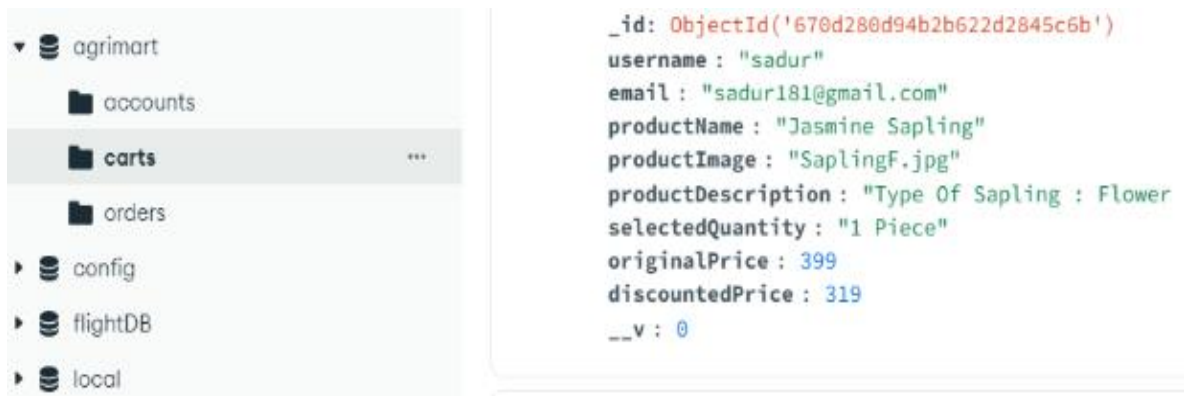 agrimart
accounts
carts
...
orders
config
flightDB
local
_id: ObjectId('670d280d94b2b622d2845c6b')
username : "sadur"
email : "sadur181@gmail.com"
productName : "Jasmine Sapling"
productImage : "SaplingF.jpg"
productDescription : "Type Of Sapling : Flower
selectedQuantity : "1 Piece"
originalPrice : 399
discountedPrice : 319
__v : 0